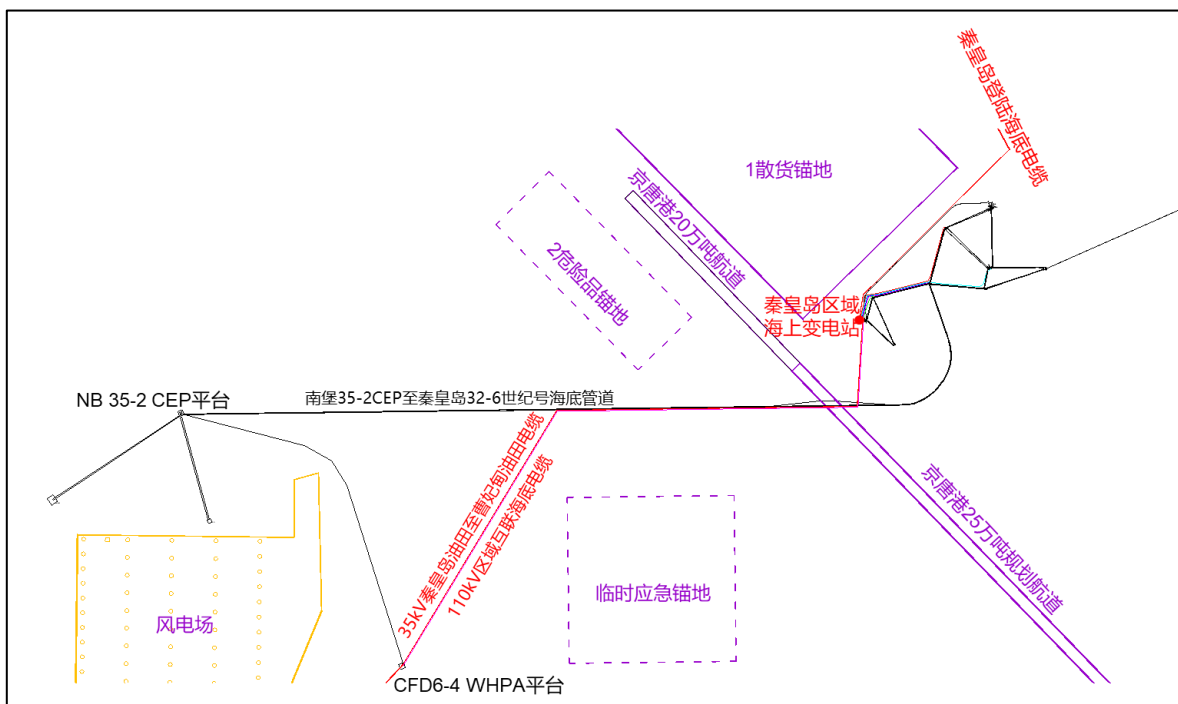 秦皇岛登陆海底电缆
1散货锚地
京唐港20万吨航道
2危险品锚地
秦皇岛区域
海上变电站
NB 35-2 CEP平台
南堡35-2CEP至秦皇岛32-6世纪号海底管道
35kV秦皇岛油田至曹妃甸油田电缆
110kV区域互联海底电缆
京唐港25万吨规划航道
临时应急锚地
风电场
CFD6-4 WHPA平台